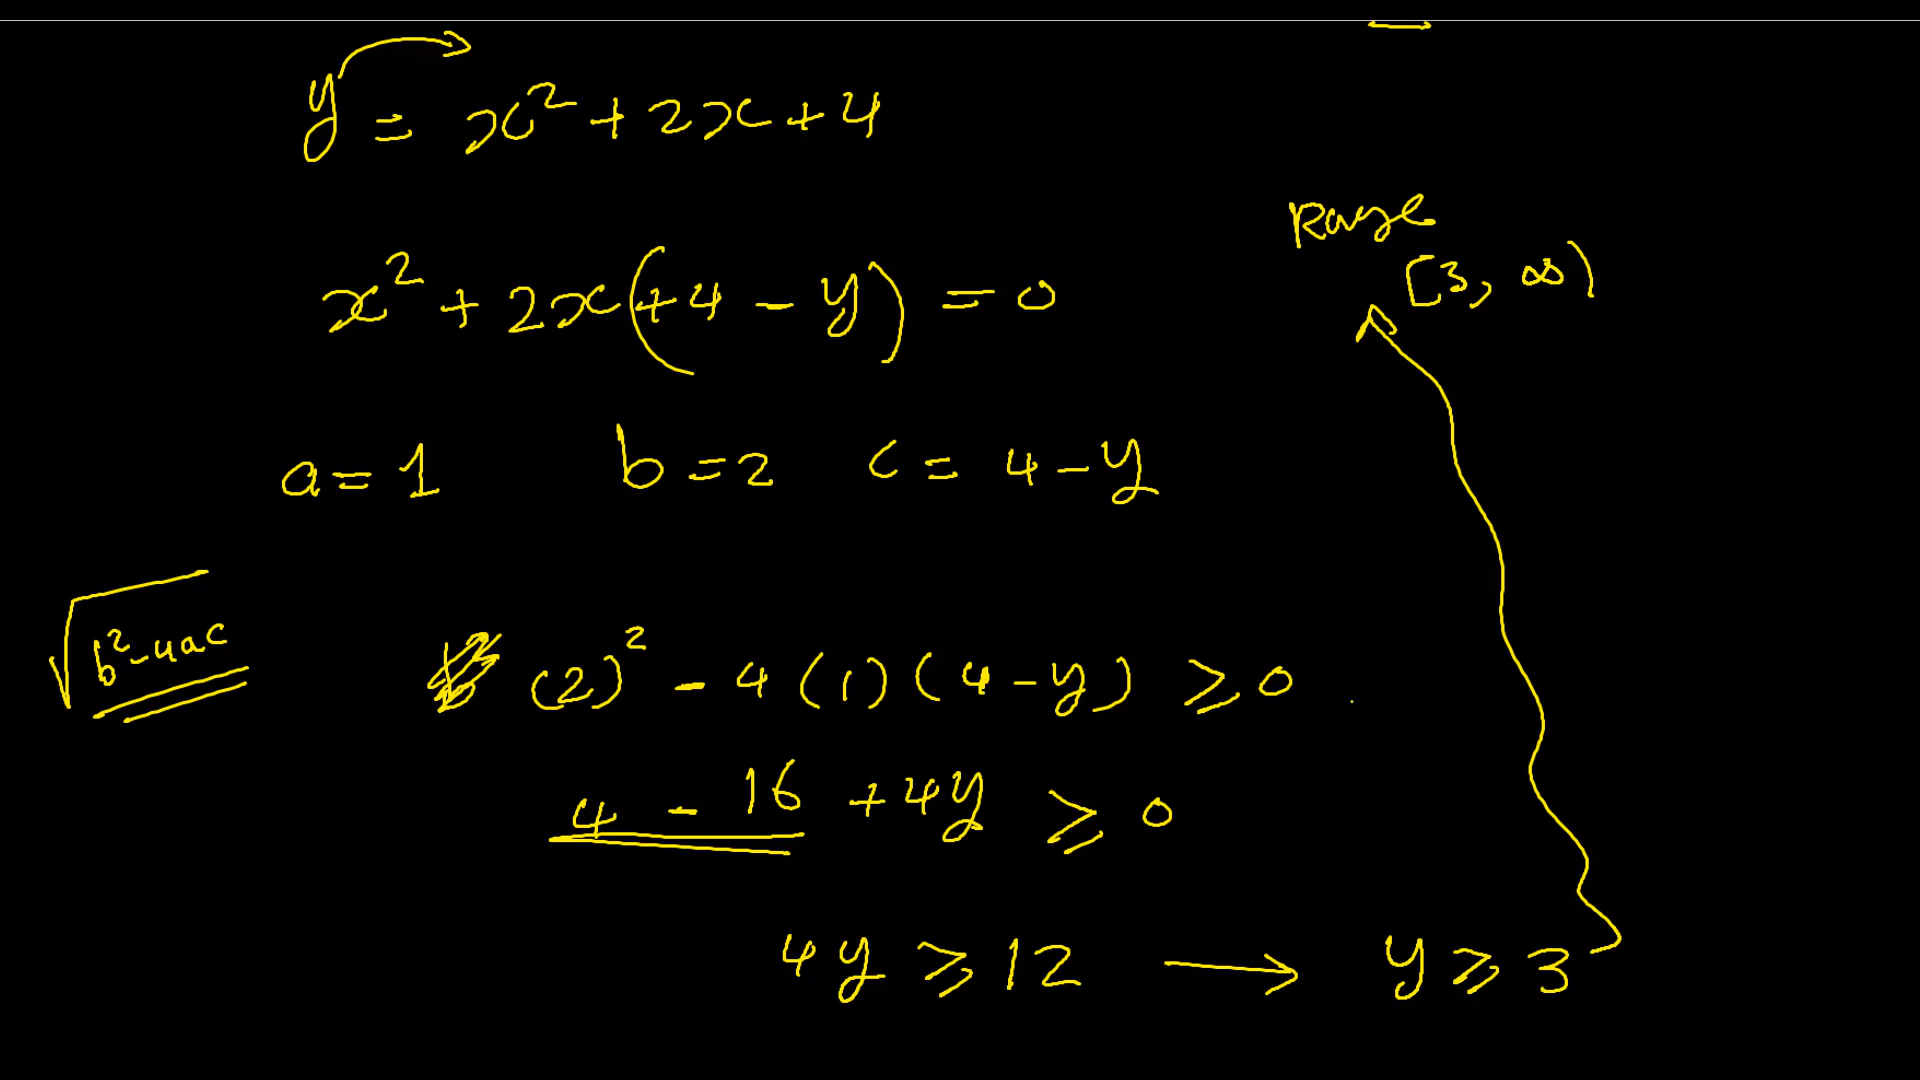 y = x² + 2x + 4
x² + 2x (+4 - y) = 0
Range
[3, ∞)
a = 1 b = 2 c = 4 - y
√b² - 4ac
(2)² - 4 (1) (4 - y) ≥ 0
4 - 16 + 4y ≥ 0
4y ≥ 12 → y ≥ 3